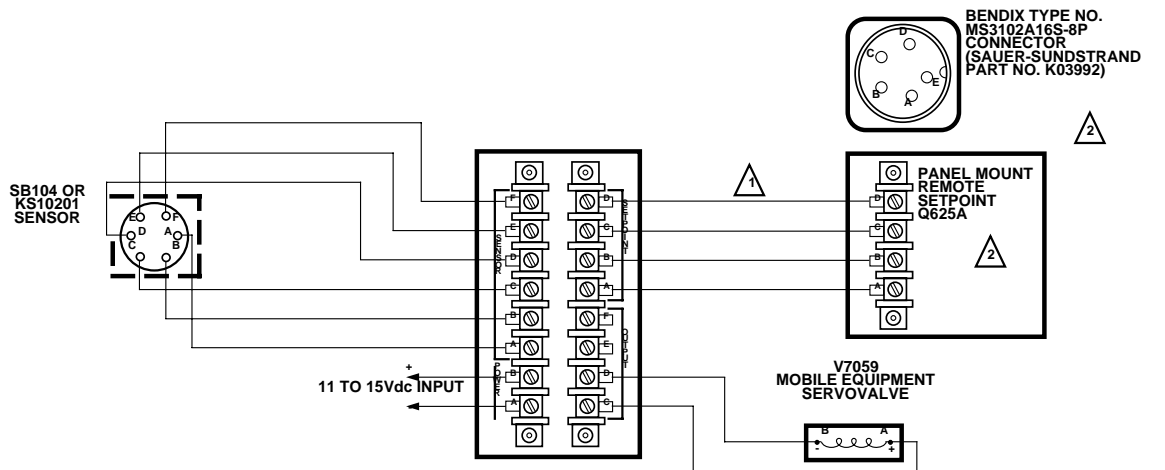 BENDIX TYPE NO.
MS3102A16S-8P
CONNECTOR
(SAUER-SUNDSTRAND
PART NO. K03992)
D
C
E
B
A
2
1
SB104 OR
KS10201
SENSOR
E
F
D
A
C
B
F
E
D
C
B
A
B
A
SENSOR
POWER
D
C
B
A
F
E
D
C
SETPOINT
OUTPUT
D
C
B
A
PANEL MOUNT
REMOTE
SETPOINT
Q625A
2
+
11 TO 15Vdc INPUT
-
V7059
MOBILE EQUIPMENT
SERVOVALVE
B
A
-
+